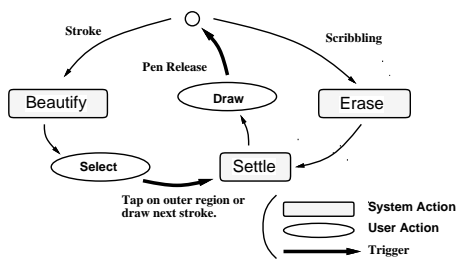 Stroke
Scribbling
Pen Release
Beautify
Draw
Erase
Select
Settle
Tap on outer region or
draw next stroke.
System Action
User Action
Trigger